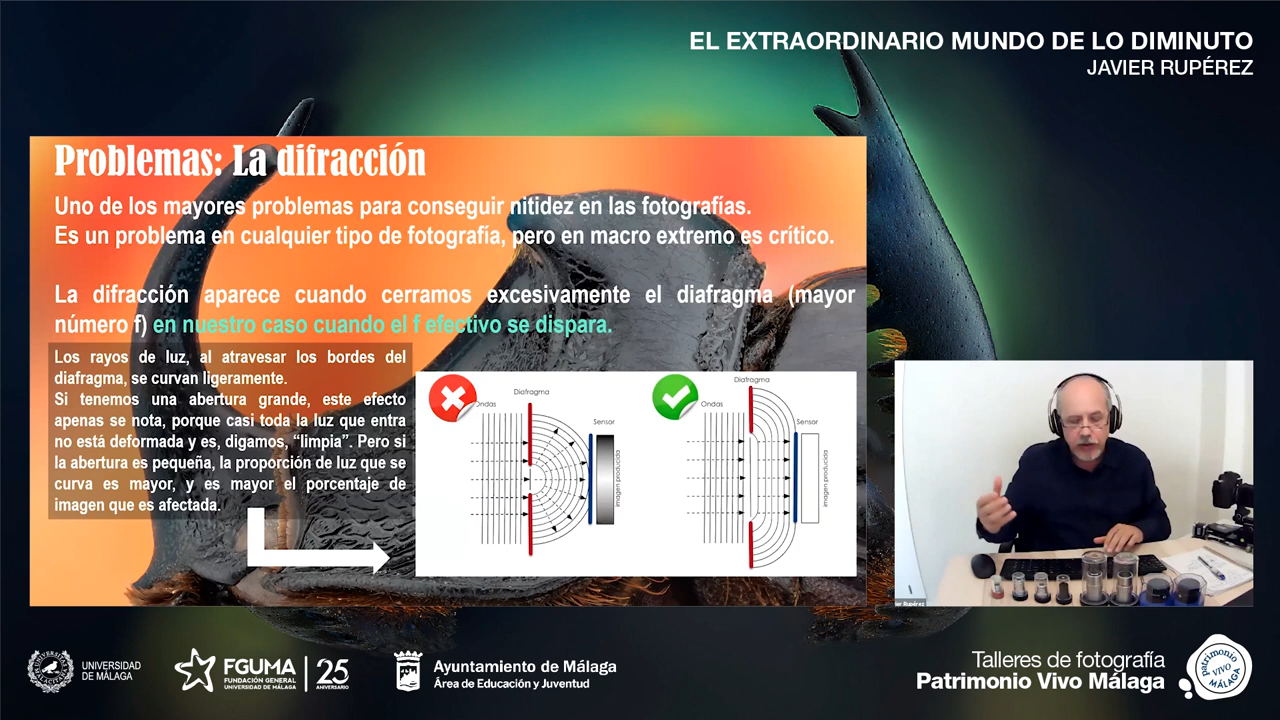 EL EXTRAORDINARIO MUNDO DE LO DIMINUTO
JAVIER RUPÉREZ
Problemas: La difracción
Uno de los mayores problemas para conseguir nitidez en las fotografías.
Es un problema en cualquier tipo de fotografía, pero en macro extremo es crítico.
La difracción aparece cuando cerramos excesivamente el diafragma (mayor
número f) en nuestro caso cuando el f efectivo se dispara.
Los rayos de luz, al atravesar los bordes del
diafragma, se curvan ligeramente.
Si tenemos una abertura grande, este efecto
apenas se nota, porque casi toda la luz que entra
no está deformada y es, digamos, “limpia”. Pero si
la abertura es pequeña, la proporción de luz que se
curva es mayor, y es mayor el porcentaje de
imagen que es afectada.
Diafragma
Ondas
Sensor
imagen producida
Diafragma
Ondas
Sensor
imagen producida
ier Rupérez
UNIVERSIDAD
DE MÁLAGA
FGUMA
FUNDACIÓN GENERAL
UNIVERSIDAD DE MÁLAGA
25
ANIVERSARIO
Ayuntamiento de Málaga
Área de Educación y Juventud
Talleres de fotografía
Patrimonio Vivo Málaga
patrimonio
VIVO
MÁLAGA